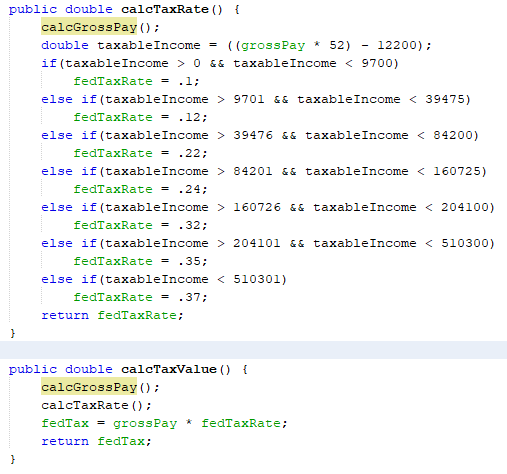 public double calcTaxRate() {
calcGrossPay();
double taxableIncome = ((grossPay * 52) - 12200);
if(taxableIncome > 0 && taxableIncome < 9700)
fedTaxRate = .1;
else if(taxableIncome > 9701 && taxableIncome < 39475)
fedTaxRate = .12;
else if(taxableIncome > 39476 && taxableIncome < 84200)
fedTaxRate = .22;
else if(taxableIncome > 84201 && taxableIncome < 160725)
fedTaxRate = .24;
else if(taxableIncome > 160726 && taxableIncome < 204100)
fedTaxRate = .32;
else if(taxableIncome > 204101 && taxableIncome < 510300)
fedTaxRate = .35;
else if(taxableIncome < 510301)
fedTaxRate = .37;
return fedTaxRate;
}
public double calcTaxValue() {
calcGrossPay();
calcTaxRate();
fedTax = grossPay * fedTaxRate;
return fedTax;
}